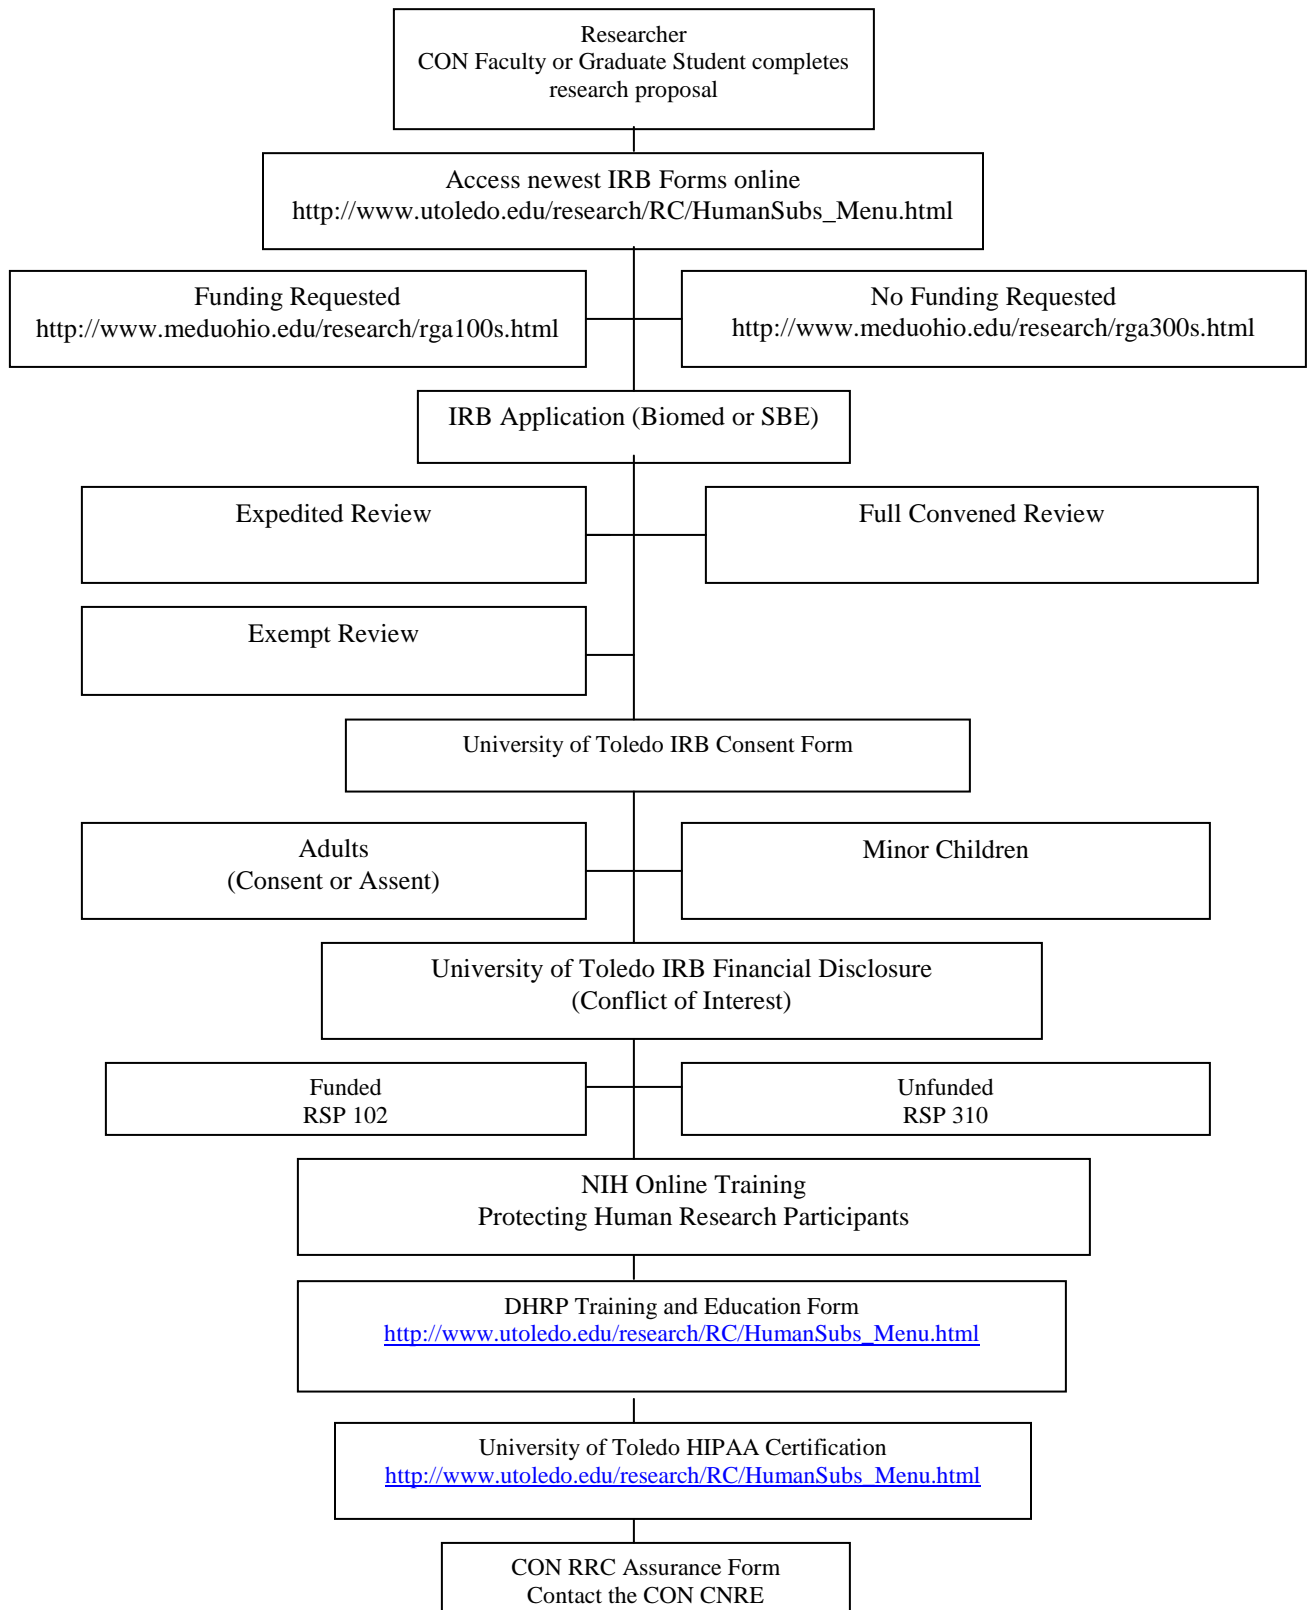 Researcher
CON Faculty or Graduate Student completes
research proposal
Access newest IRB Forms online
http://www.utoledo.edu/research/RC/HumanSubs_Menu.html
Funding Requested
http://www.meduohio.edu/research/rga100s.html
No Funding Requested
http://www.meduohio.edu/research/rga300s.html
IRB Application (Biomed or SBE)
Expedited Review
Full Convened Review
Exempt Review
University of Toledo IRB Consent Form
Adults
(Consent or Assent)
Minor Children
University of Toledo IRB Financial Disclosure
(Conflict of Interest)
Funded
RSP 102
Unfunded
RSP 310
NIH Online Training
Protecting Human Research Participants
DHRP Training and Education Form
http://www.utoledo.edu/research/RC/HumanSubs_Menu.html
University of Toledo HIPAA Certification
http://www.utoledo.edu/research/RC/HumanSubs_Menu.html
CON RRC Assurance Form
Contact the CON CNRE